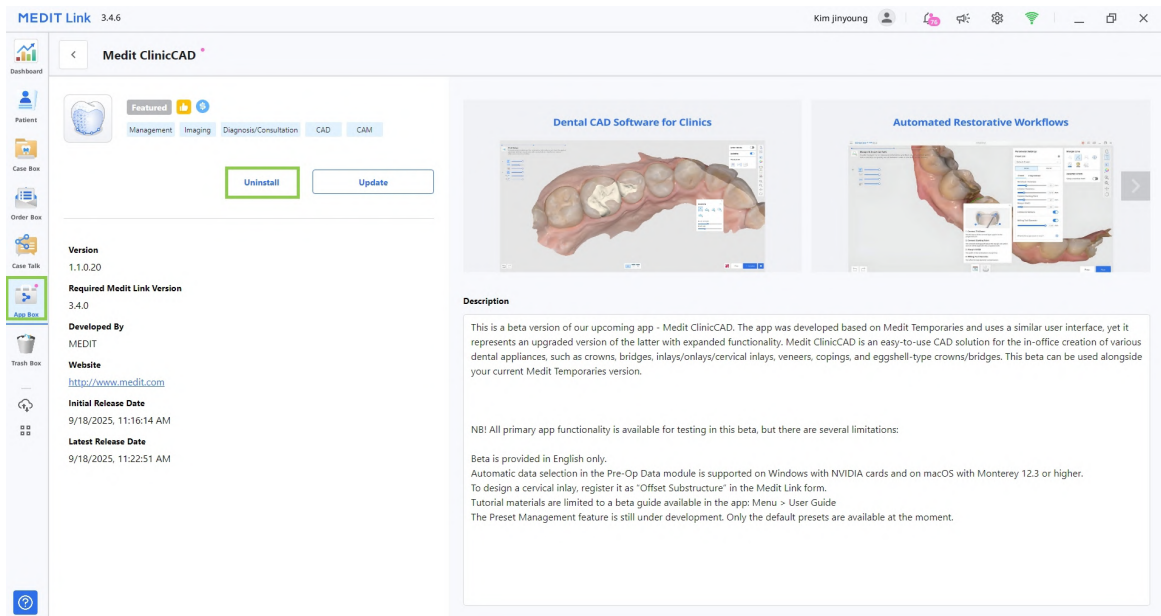 MEDIT Link 3.4.6
Kim jinyoung
76
Dashboard
Patient
Case Box
Order Box
Case Talk
App Box
Trash Box
Medit ClinicCAD
Featured
Management Imaging Diagnosis/Consultation CAD CAM
Uninstall Update
Version
1.1.0.20
Required Medit Link Version
3.4.0
Developed By
MEDIT
Website
http://www.medit.com
Initial Release Date
9/18/2025, 11:16:14 AM
Latest Release Date
9/18/2025, 11:22:51 AM
Dental CAD Software for Clinics
Automated Restorative Workflows
Description
This is a beta version of our upcoming app - Medit ClinicCAD. The app was developed based on Medit Temporaries and uses a similar user interface, yet it
represents an upgraded version of the latter with expanded functionality. Medit ClinicCAD is an easy-to-use CAD solution for the in-office creation of various
dental appliances, such as crowns, bridges, inlays/onlays/cervical inlays, veneers, copings, and eggshell-type crowns/bridges. This beta can be used alongside
your current Medit Temporaries version.
NB! All primary app functionality is available for testing in this beta, but there are several limitations:
Beta is provided in English only.
Automatic data selection in the Pre-Op Data module is supported on Windows with NVIDIA cards and on macOS with Monterey 12.3 or higher.
To design a cervical inlay, register it as "Offset Substructure" in the Medit Link form.
Tutorial materials are limited to a beta guide available in the app: Menu > User Guide
The Preset Management feature is still under development. Only the default presets are available at the moment.